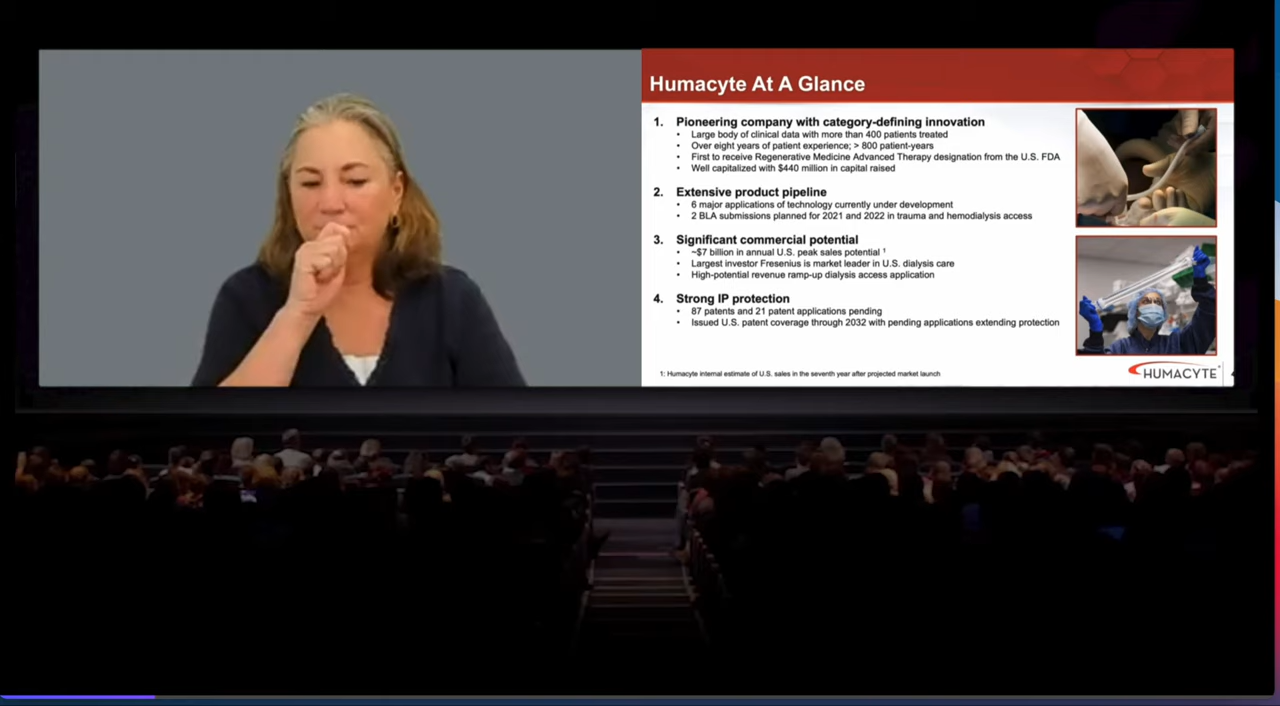 Humacyte At A Glance
1. Pioneering company with category-defining innovation
• Large body of clinical data with more than 400 patients treated
• Over eight years of patient experience; > 800 patient-years
• First to receive Regenerative Medicine Advanced Therapy designation from the U.S. FDA
• Well capitalized with $440 million in capital raised
2. Extensive product pipeline
• 6 major applications of technology currently under development
• 2 BLA submissions planned for 2021 and 2022 in trauma and hemodialysis access
3. Significant commercial potential
• ~$7 billion in annual U.S. peak sales potential ¹
• Largest investor Fresenius is market leader in U.S. dialysis care
• High-potential revenue ramp-up dialysis access application
4. Strong IP protection
• 87 patents and 21 patent applications pending
• Issued U.S. patent coverage through 2032 with pending applications extending protection
1: Humacyte internal estimate of U.S. sales in the seventh year after projected market launch
HUMACYTE